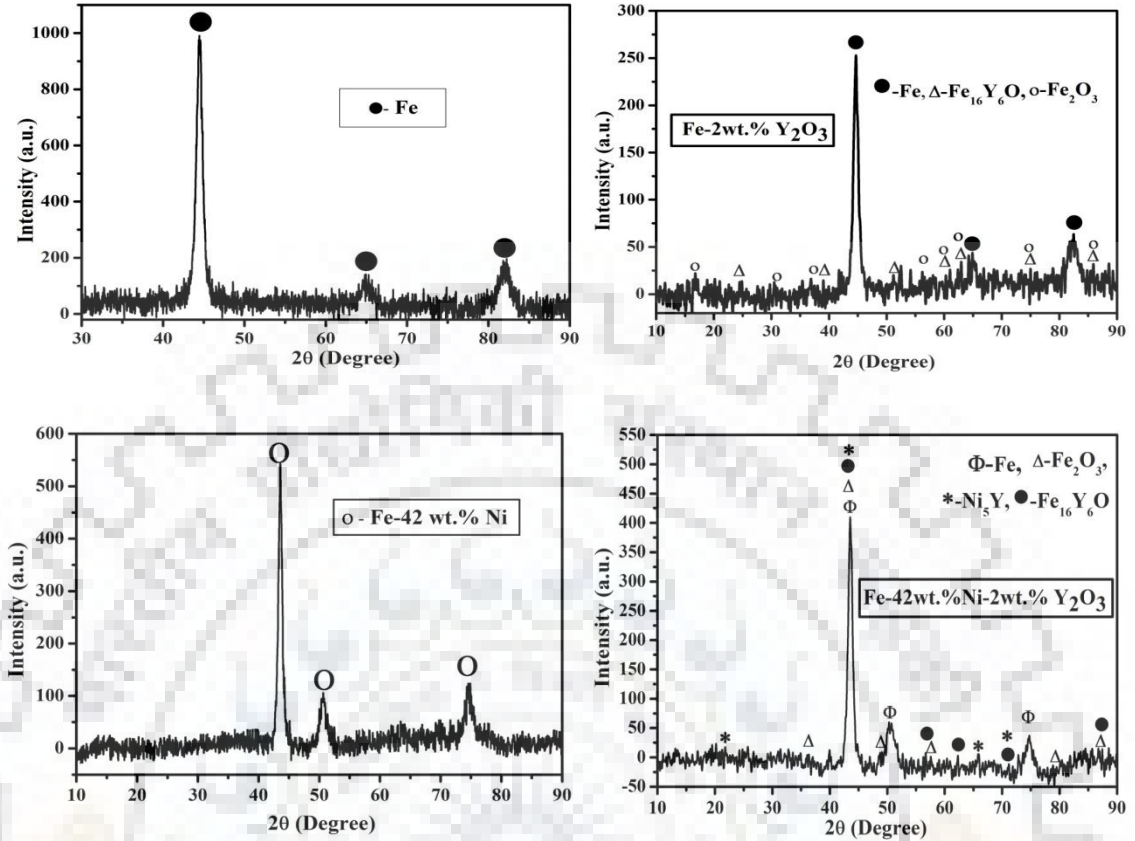 1000
800
600
400
200
0
Intensity (a.u.)
●- Fe
30 40 50 60 70 80 90
2θ (Degree)
300
250
200
150
100
50
0
Intensity (a.u.)
●-Fe, Δ-Fe₁₆Y₆O, o-Fe₂O₃
Fe-2wt.% Y₂O₃
10 20 30 40 50 60 70 80 90
2θ (Degree)
600
500
400
300
200
100
0
Intensity (a.u.)
o - Fe-42 wt.% Ni
10 20 30 40 50 60 70 80 90
2θ (Degree)
550
500
450
400
350
300
250
200
150
100
50
0
-50
Intensity (a.u.)
Φ-Fe, Δ-Fe₂O₃,
*-Ni₅Y, ●-Fe₁₆Y₆O
Fe-42wt.%Ni-2wt.% Y₂O₃
10 20 30 40 50 60 70 80 90
2θ (Degree)